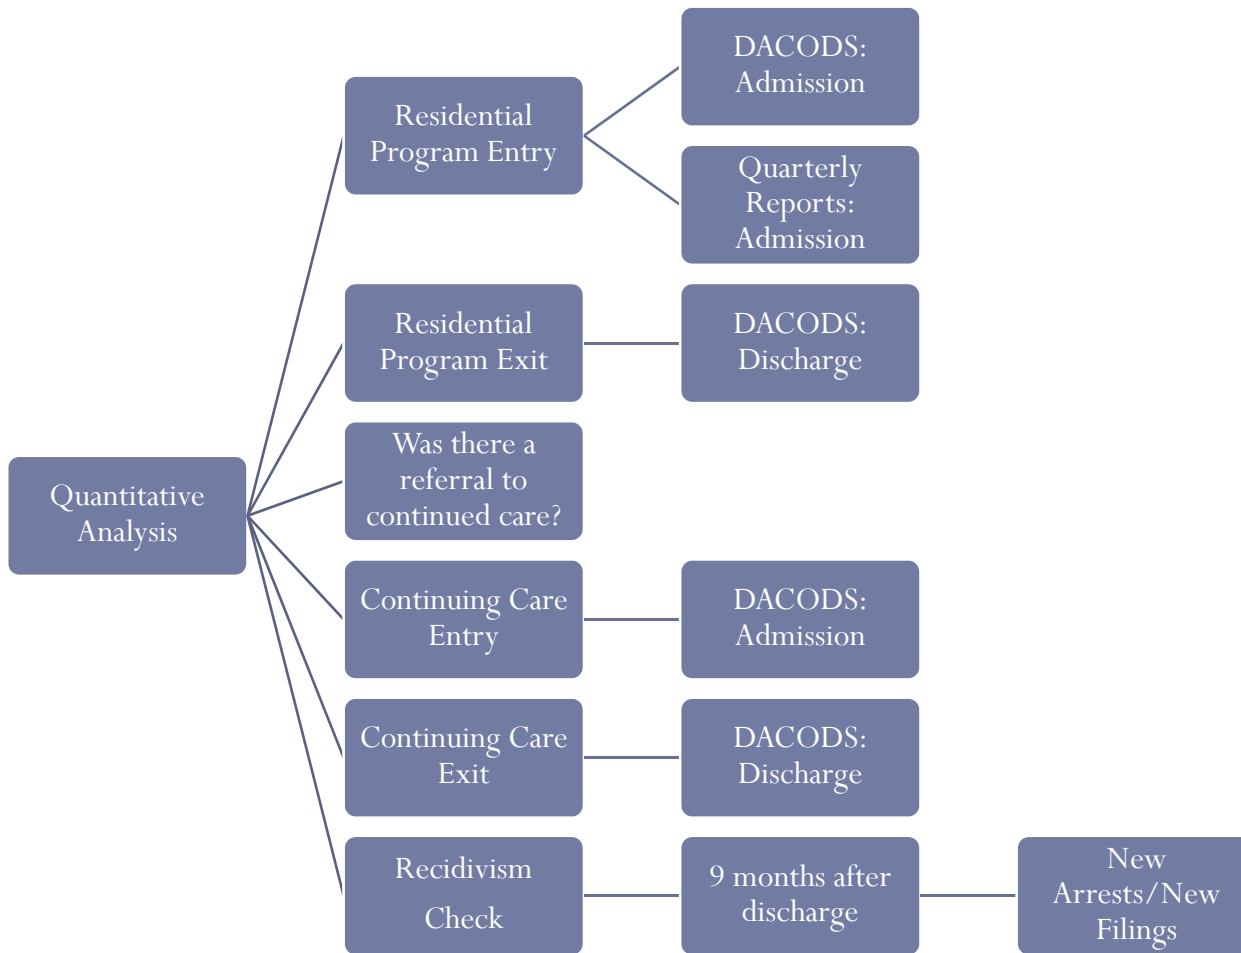 DACODS:
Admission
Residential
Program Entry
Quarterly
Reports:
Admission
Residential
Program Exit
DACODS:
Discharge
Was there a
referral to
continued care?
Quantitative
Analysis
Continuing Care
Entry
DACODS:
Admission
Continuing Care
Exit
DACODS:
Discharge
Recidivism
Check
9 months after
discharge
New
Arrests/New
Filings